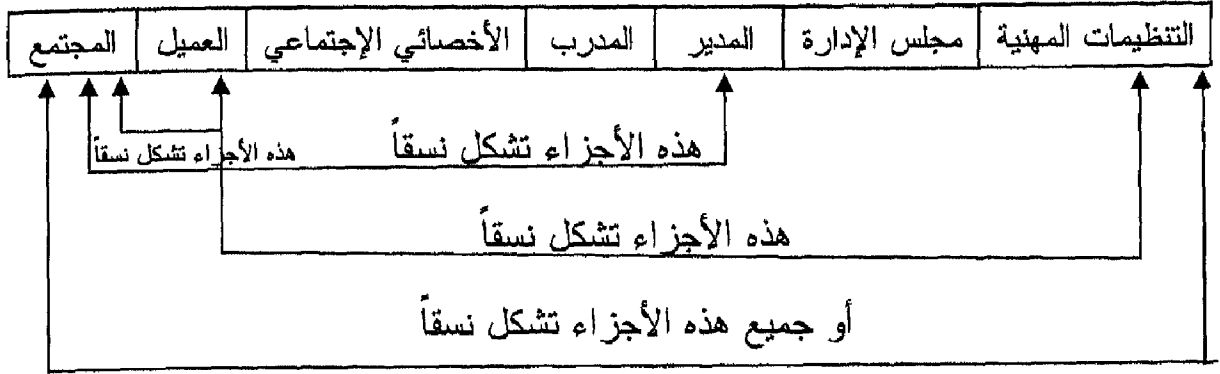 التنظيمات المهنية مجلس الإدارة المدير المدرب الأخصائي الإجتماعي العميل المجتمع
هذه الأجزاء تشكل نسقاً هذه الأجزاء تشكل نسقاً
هذه الأجزاء تشكل نسقاً
أو جميع هذه الأجزاء تشكل نسقاً